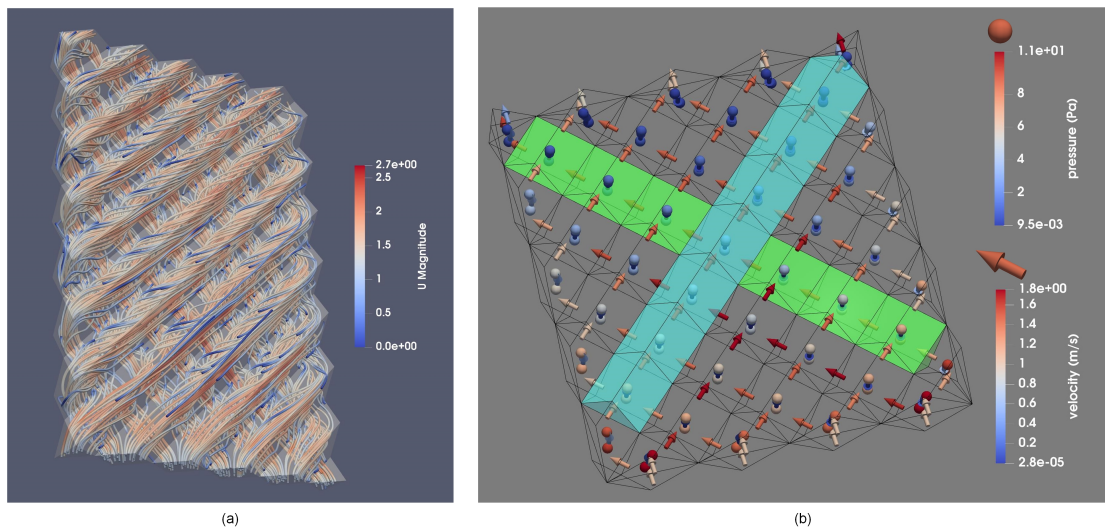 2.7e+00
2.5
2
1.5
1
0.5
0.0e+00
U Magnitude
1.1e+01
8
6
4
2
9.5e-03
pressure (Pa)
1.8e+00
1.6
1.4
1.2
1
0.8
0.6
0.4
0.2
2.8e-05
velocity (m/s)
(a)
(b)